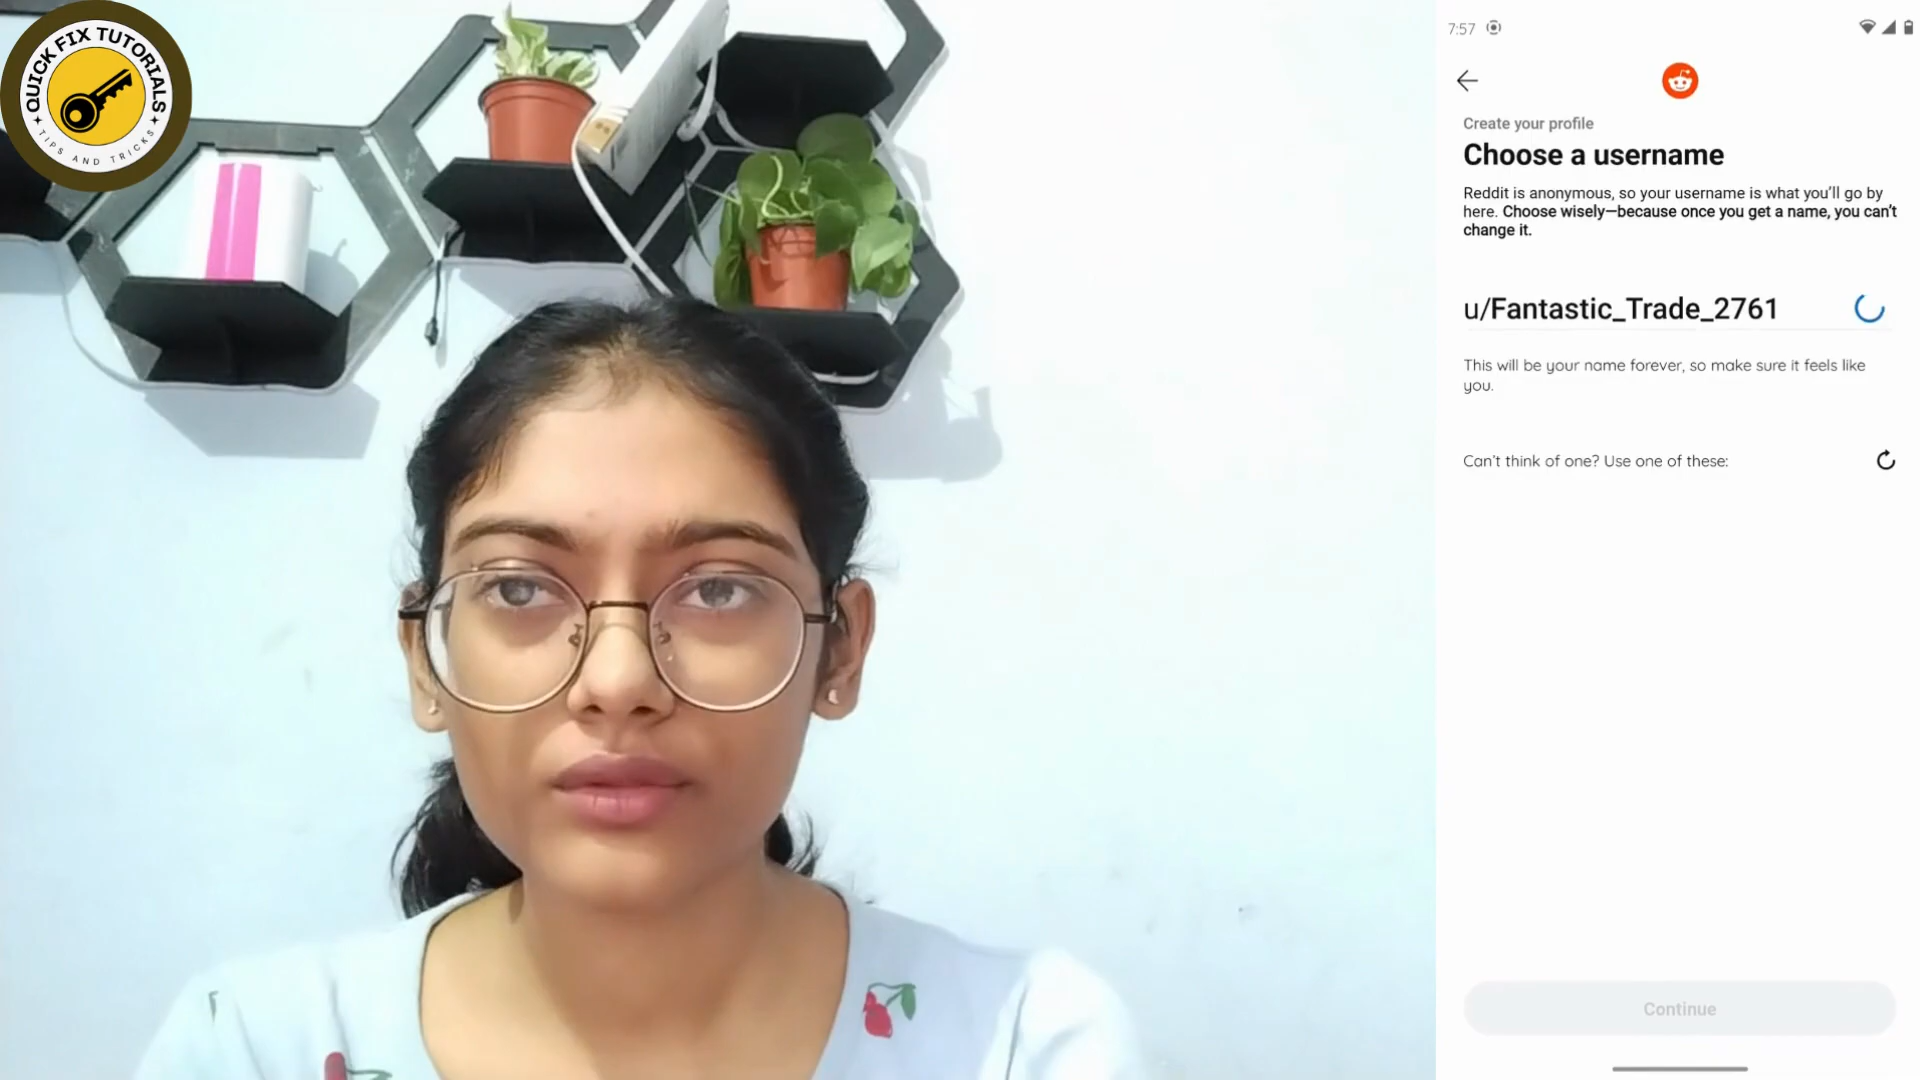 QUICK FIX TUTORIALS
TIPS AND TRICKS
7:57
Create your profile
Choose a username
Reddit is anonymous, so your username is what you'll go by
here. Choose wisely—because once you get a name, you can't
change it.
u/Fantastic_Trade_2761
This will be your name forever, so make sure it feels like
you.
Can't think of one? Use one of these:
Continue